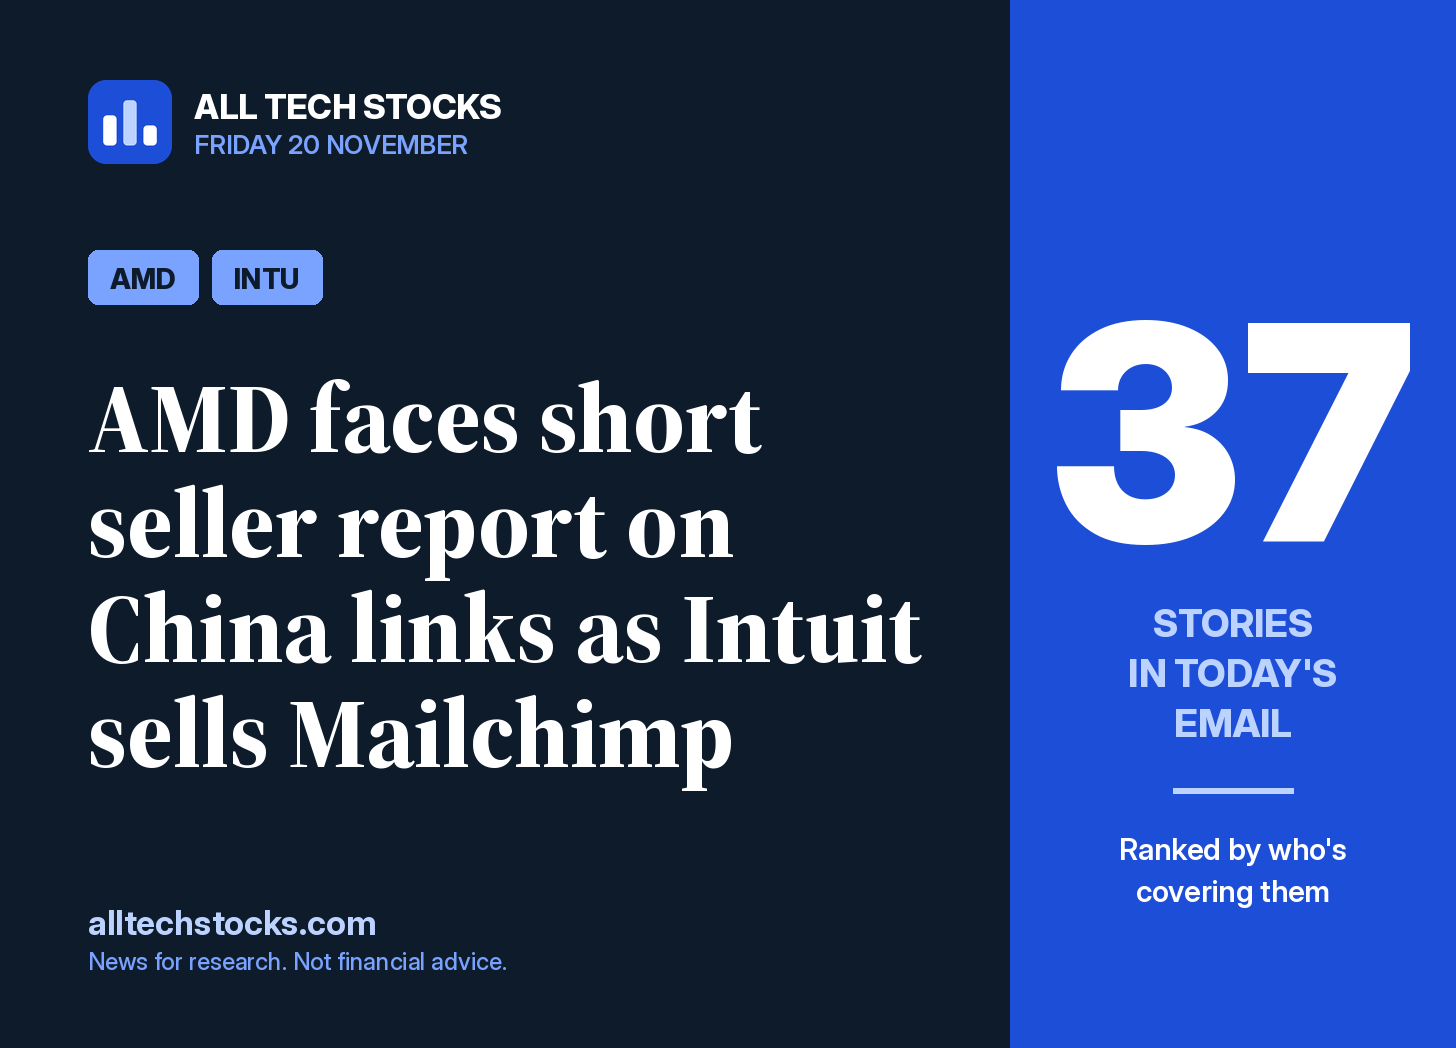 ALL TECH STOCKS
FRIDAY 20 NOVEMBER
AMD INTU
AMD faces short
seller report on
China links as Intuit
sells Mailchimp
alltechstocks.com
News for research. Not financial advice.
37
STORIES
IN TODAY'S
EMAIL
Ranked by who's
covering them